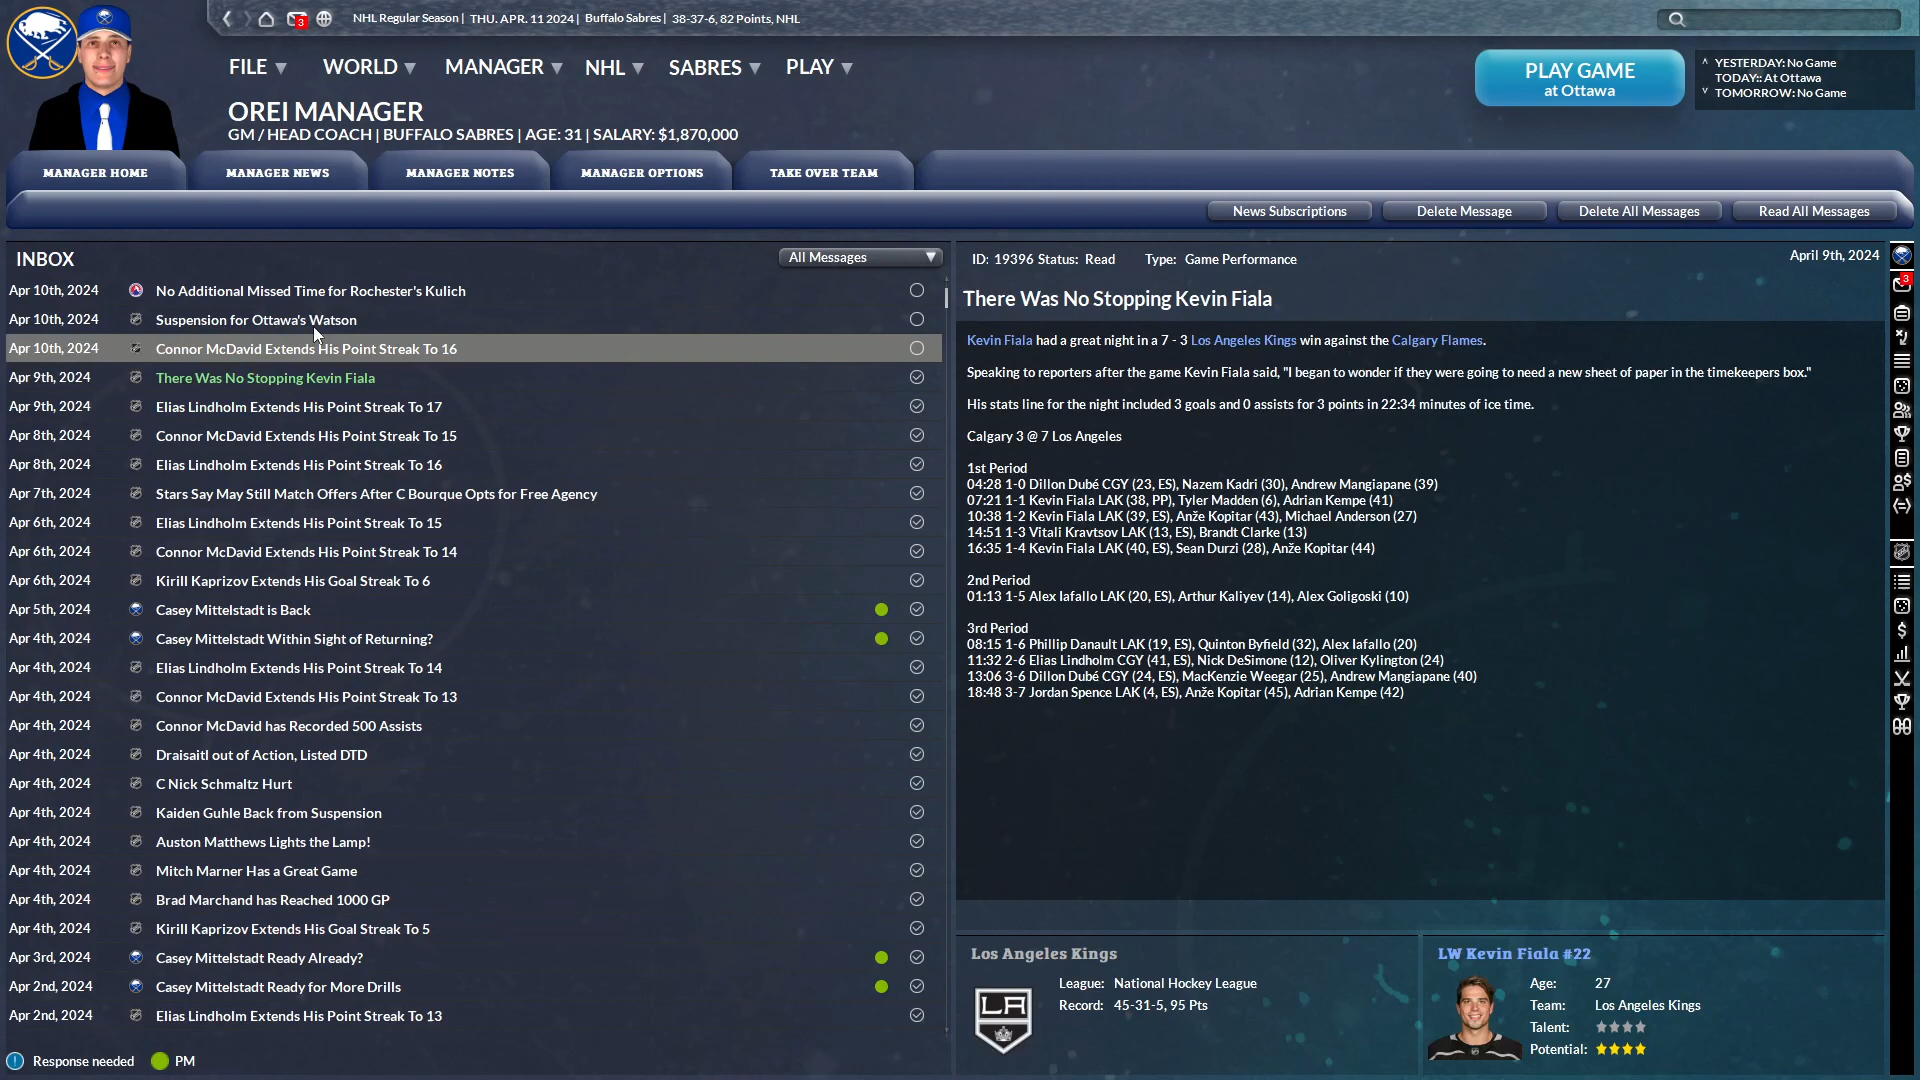 NHL Regular Season | THU. APR. 11 2024 | Buffalo Sabres | 38-37-6, 82 Points, NHL
3
FILE WORLD MANAGER NHL SABRES PLAY
PLAY GAME
at Ottawa
YESTERDAY: No Game
TODAY:: At Ottawa
TOMORROW: No Game
OREI MANAGER
GM / HEAD COACH | BUFFALO SABRES | AGE: 31 | SALARY: $1,870,000
MANAGER HOME MANAGER NEWS MANAGER NOTES MANAGER OPTIONS TAKE OVER TEAM
News Subscriptions Delete Message Delete All Messages Read All Messages
INBOX All Messages
Apr 10th, 2024 No Additional Missed Time for Rochester's Kulich
Apr 10th, 2024 Suspension for Ottawa's Watson
Apr 10th, 2024 Connor McDavid Extends His Point Streak To 16
Apr 9th, 2024 There Was No Stopping Kevin Fiala
Apr 9th, 2024 Elias Lindholm Extends His Point Streak To 17
Apr 8th, 2024 Connor McDavid Extends His Point Streak To 15
Apr 8th, 2024 Elias Lindholm Extends His Point Streak To 16
Apr 7th, 2024 Stars Say May Still Match Offers After C Bourque Opts for Free Agency
Apr 6th, 2024 Elias Lindholm Extends His Point Streak To 15
Apr 6th, 2024 Connor McDavid Extends His Point Streak To 14
Apr 6th, 2024 Kirill Kaprizov Extends His Goal Streak To 6
Apr 5th, 2024 Casey Mittelstadt is Back
Apr 4th, 2024 Casey Mittelstadt Within Sight of Returning?
Apr 4th, 2024 Elias Lindholm Extends His Point Streak To 14
Apr 4th, 2024 Connor McDavid Extends His Point Streak To 13
Apr 4th, 2024 Connor McDavid has Recorded 500 Assists
Apr 4th, 2024 Draisaitl out of Action, Listed DTD
Apr 4th, 2024 C Nick Schmaltz Hurt
Apr 4th, 2024 Kaiden Guhle Back from Suspension
Apr 4th, 2024 Auston Matthews Lights the Lamp!
Apr 4th, 2024 Mitch Marner Has a Great Game
Apr 4th, 2024 Brad Marchand has Reached 1000 GP
Apr 4th, 2024 Kirill Kaprizov Extends His Goal Streak To 5
Apr 3rd, 2024 Casey Mittelstadt Ready Already?
Apr 2nd, 2024 Casey Mittelstadt Ready for More Drills
Apr 2nd, 2024 Elias Lindholm Extends His Point Streak To 13
Response needed PM
ID: 19396 Status: Read Type: Game Performance April 9th, 2024
There Was No Stopping Kevin Fiala
Kevin Fiala had a great night in a 7 - 3 Los Angeles Kings win against the Calgary Flames.
Speaking to reporters after the game Kevin Fiala said, "I began to wonder if they were going to need a new sheet of paper in the timekeepers box."
His stats line for the night included 3 goals and 0 assists for 3 points in 22:34 minutes of ice time.
Calgary 3 @ 7 Los Angeles
1st Period
04:28 1-0 Dillon Dubé CGY (23, ES), Nazem Kadri (30), Andrew Mangiapane (39)
07:21 1-1 Kevin Fiala LAK (38, PP), Tyler Madden (6), Adrian Kempe (41)
10:38 1-2 Kevin Fiala LAK (39, ES), Anže Kopitar (43), Michael Anderson (27)
14:51 1-3 Vitali Kravtsov LAK (13, ES), Brandt Clarke (13)
16:35 1-4 Kevin Fiala LAK (40, ES), Sean Durzi (28), Anže Kopitar (44)
2nd Period
01:13 1-5 Alex Iafallo LAK (20, ES), Arthur Kaliyev (14), Alex Goligoski (10)
3rd Period
08:15 1-6 Phillip Danault LAK (19, ES), Quinton Byfield (32), Alex Iafallo (20)
11:32 2-6 Elias Lindholm CGY (41, ES), Nick DeSimone (12), Oliver Kylington (24)
13:06 3-6 Dillon Dubé CGY (24, ES), MacKenzie Weegar (25), Andrew Mangiapane (40)
18:48 3-7 Jordan Spence LAK (4, ES), Anže Kopitar (45), Adrian Kempe (42)
Los Angeles Kings
LA
League: National Hockey League
Record: 45-31-5, 95 Pts
LW Kevin Fiala #22
Age: 27
Team: Los Angeles Kings
Talent:
Potential:
3